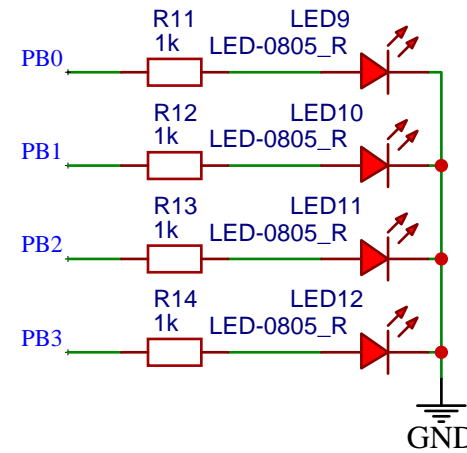 R11 LED9
1k LED-0805_R
PB0
R12 LED10
1k LED-0805_R
PB1
R13 LED11
1k LED-0805_R
PB2
R14 LED12
1k LED-0805_R
PB3
GND